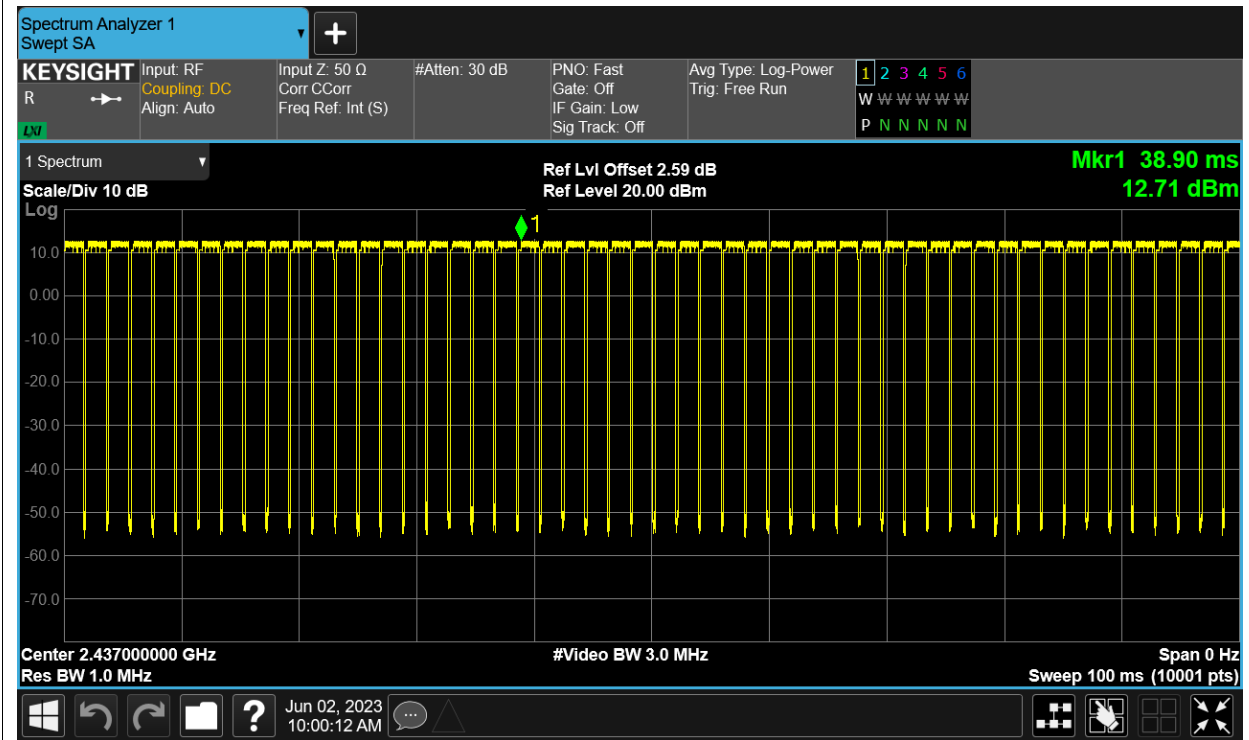 Spectrum Analyzer 1
Swept SA
KEYSIGHT
R
LXI
Input: RF
Coupling: DC
Align: Auto
Input Z: 50 Ω
Corr CCorr
Freq Ref: Int (S)
#Atten: 30 dB
PNO: Fast
Gate: Off
IF Gain: Low
Sig Track: Off
Avg Type: Log-Power
Trig: Free Run
1 2 3 4 5 6
W W W W W W
P N N N N N
1 Spectrum
Scale/Div 10 dB
Ref Lvl Offset 2.59 dB
Ref Level 20.00 dBm
Mkr1 38.90 ms
12.71 dBm
Log
1
10.0
0.00
-10.0
-20.0
-30.0
-40.0
-50.0
-60.0
-70.0
Center 2.437000000 GHz
#Video BW 3.0 MHz
Span 0 Hz
Res BW 1.0 MHz
Sweep 100 ms (10001 pts)
?
Jun 02, 2023
10:00:12 AM